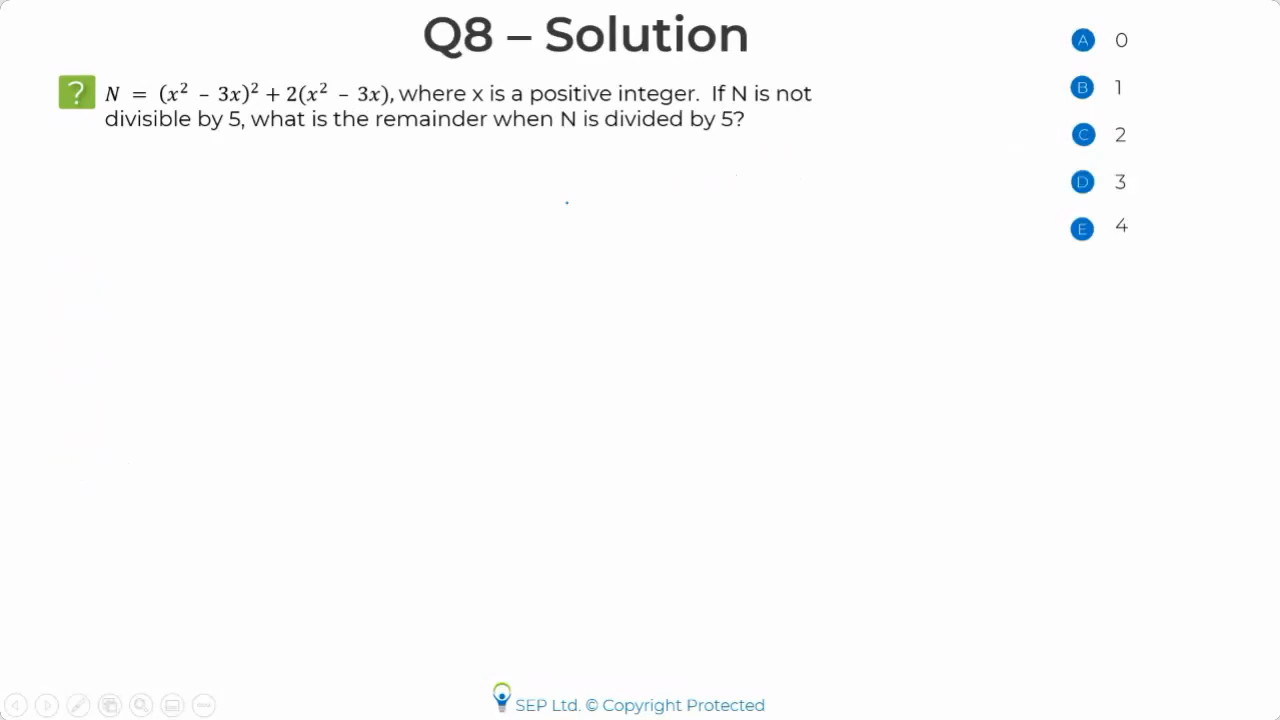 Q8 – Solution
? N = (x² – 3x)² + 2(x² – 3x), where x is a positive integer. If N is not
divisible by 5, what is the remainder when N is divided by 5?
A 0
B 1
C 2
D 3
E 4
SEP Ltd. © Copyright Protected